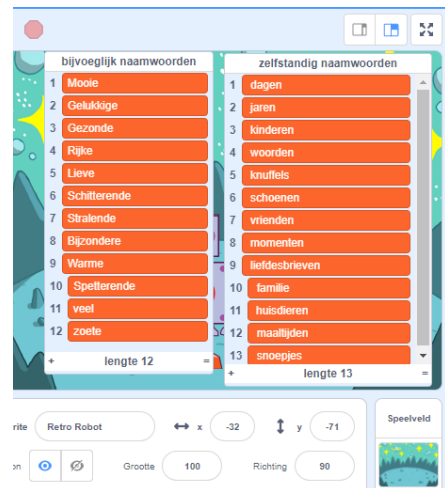 bijvoeglijk naamwoorden
1 Mooie
2 Gelukkige
3 Gezonde
4 Rijke
5 Lieve
6 Schitterende
7 Stralende
8 Bijzondere
9 Warme
10 Spetterende
11 veel
12 zoete
+ lengte 12 =
zelfstandig naamwoorden
1 dagen
2 jaren
3 kinderen
4 woorden
5 knuffels
6 schoenen
7 vrienden
8 momenten
9 liefdesbrieven
10 familie
11 huisdieren
12 maaltijden
13 snoepjes
+ lengte 13 =
rite Retro Robot x -32 y -71
on Grootte 100 Richting 90
Speelveld